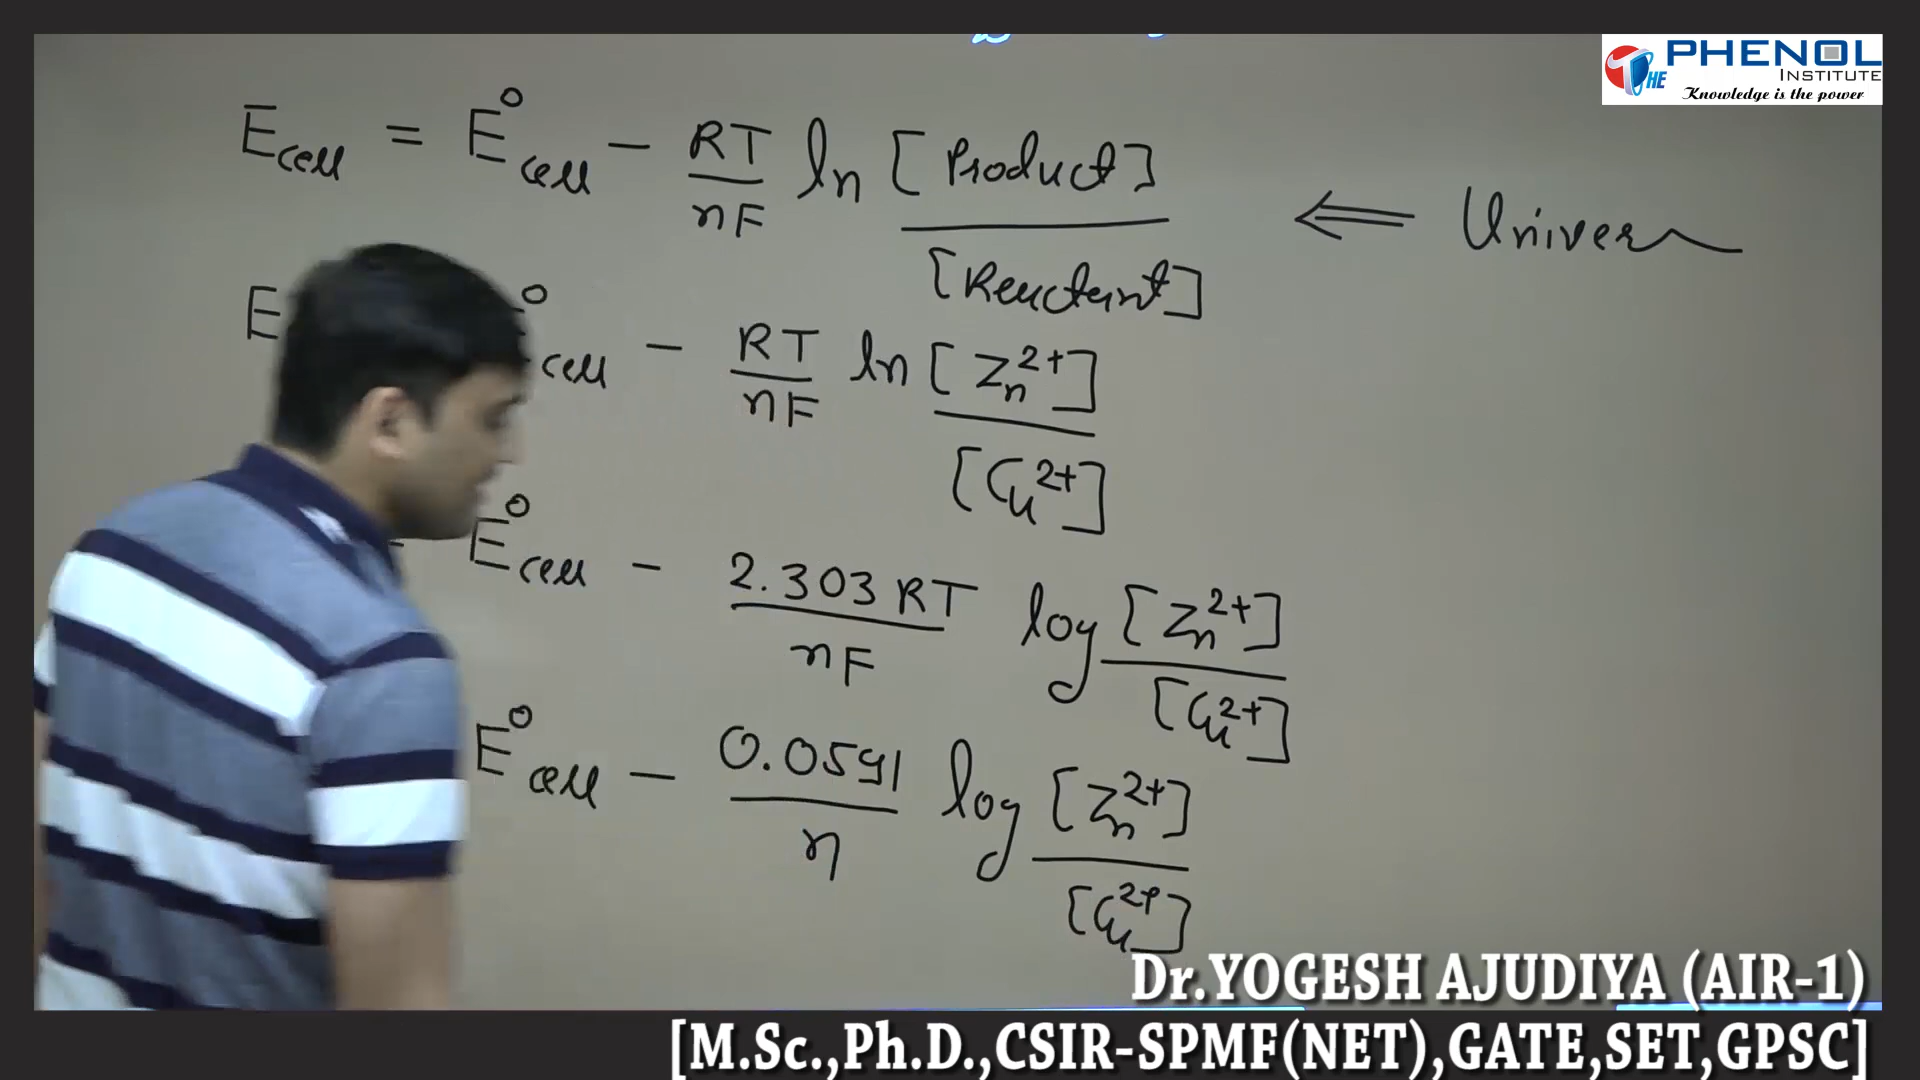 THE PHENOL
INSTITUTE
Knowledge is the power
Ecell = E°cell − RT/nF ln [Product]/[Reactant] ⇐ Univer
E °cell − RT/nF ln [Zn2+]/[Cu2+]
E°cell − 2.303 RT/nF log [Zn2+]/[Cu2+]
E°cell − 0.0591/n log [Zn2+]/[Cu2+]
Dr.YOGESH AJUDIYA (AIR-1)
[M.Sc.,Ph.D.,CSIR-SPMF(NET),GATE,SET,GPSC]